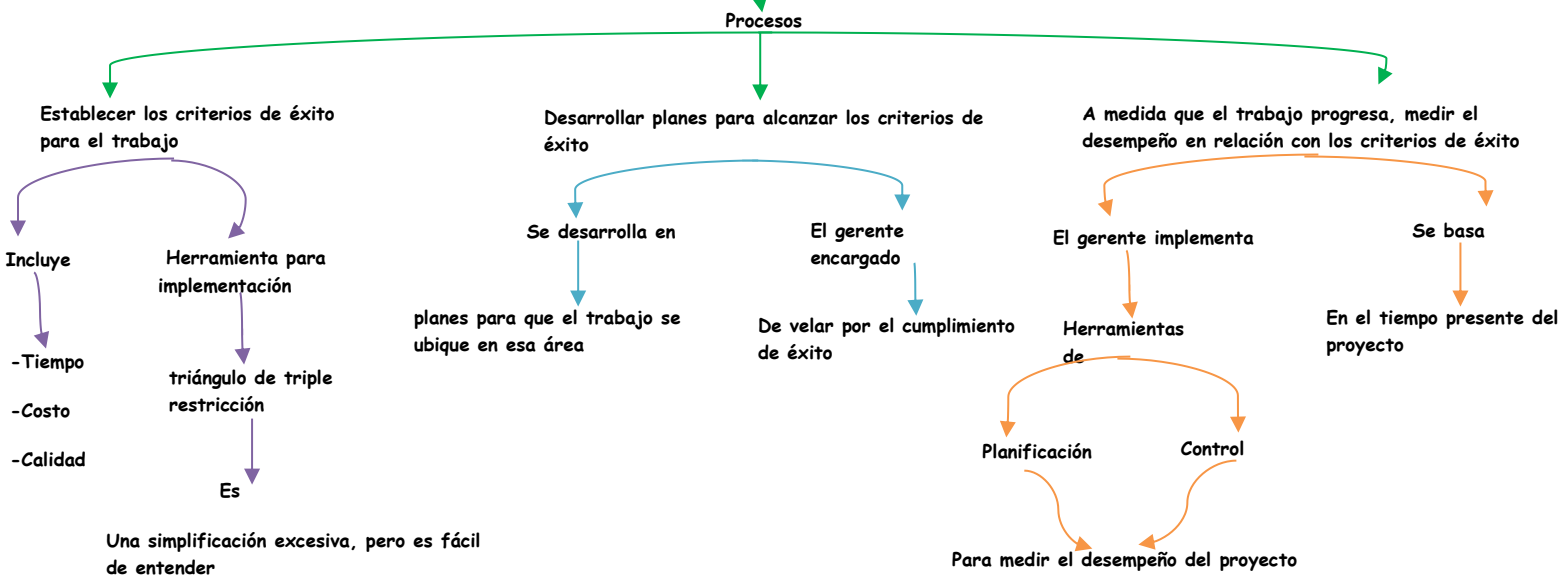 Procesos
Establecer los criterios de éxito
para el trabajo
Desarrollar planes para alcanzar los criterios de
éxito
A medida que el trabajo progresa, medir el
desempeño en relación con los criterios de éxito
Incluye
Herramienta para
implementación
Se desarrolla en
El gerente
encargado
El gerente implementa
Se basa
-Tiempo
-Costo
-Calidad
triángulo de triple
restricción
planes para que el trabajo se
ubique en esa área
De velar por el cumplimiento
de éxito
Herramientas
de
En el tiempo presente del
proyecto
Es
Una simplificación excesiva, pero es fácil
de entender
Planificación
Control
Para medir el desempeño del proyecto